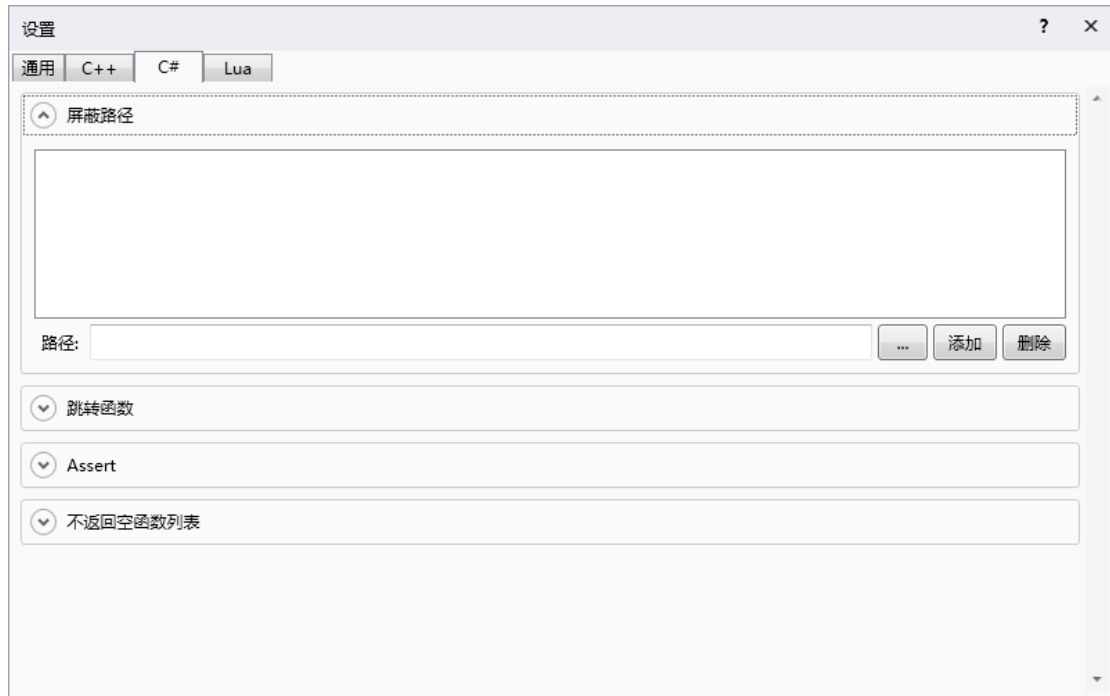 设置 ? ×
通用 C++ C# Lua
屏蔽路径
路径: ... 添加 删除
跳转函数
Assert
不返回空函数列表